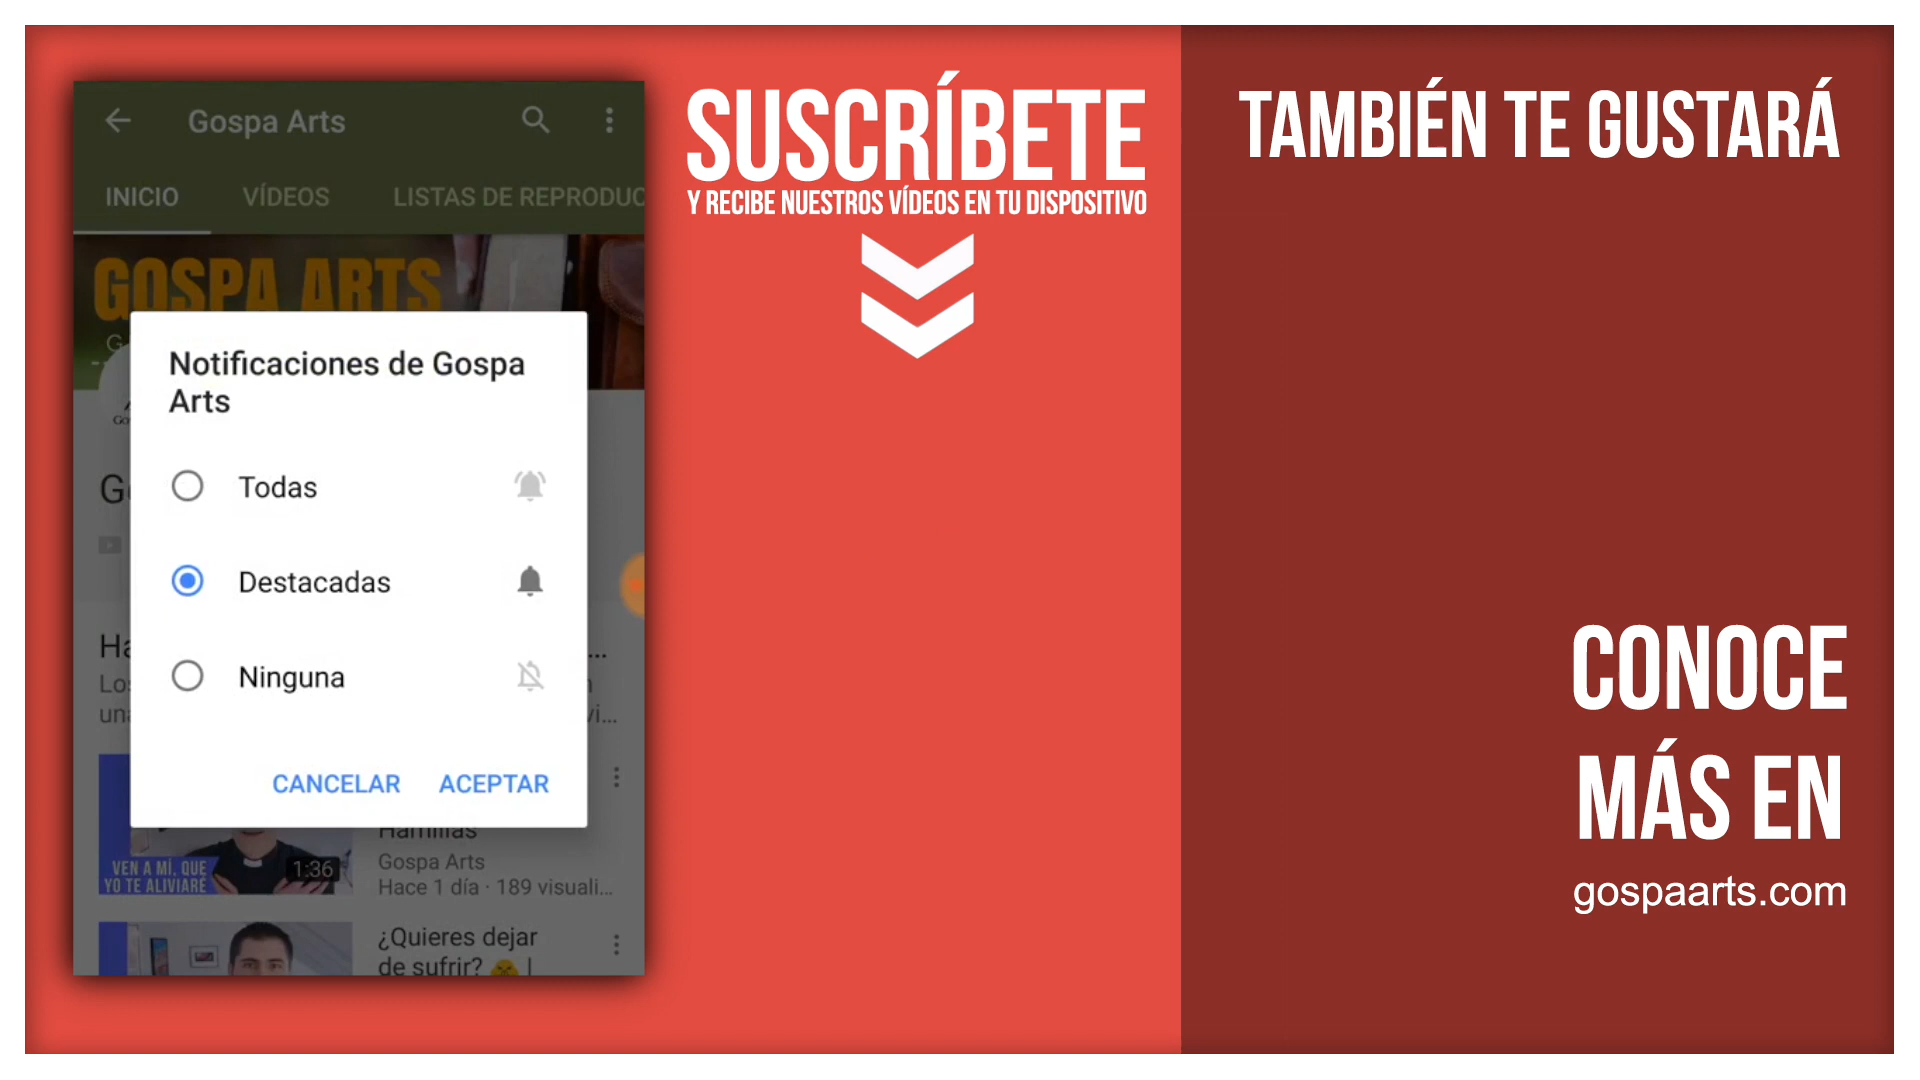 Gospa Arts
INICIO VÍDEOS LISTAS DE REPRODUC
GOSPA ARTS
Notificaciones de Gospa
Arts
Todas
Destacadas
Ninguna
CANCELAR ACEPTAR
VEN A MÍ, QUE
YO TE ALIVIARÉ
1:36
Gospa Arts
Hace 1 día · 189 visuali...
¿Quieres dejar
de sufrir? 
SUSCRÍBETE
Y RECIBE NUESTROS VÍDEOS EN TU DISPOSITIVO
TAMBIÉN TE GUSTARÁ
CONOCE
MÁS EN
gospaarts.com